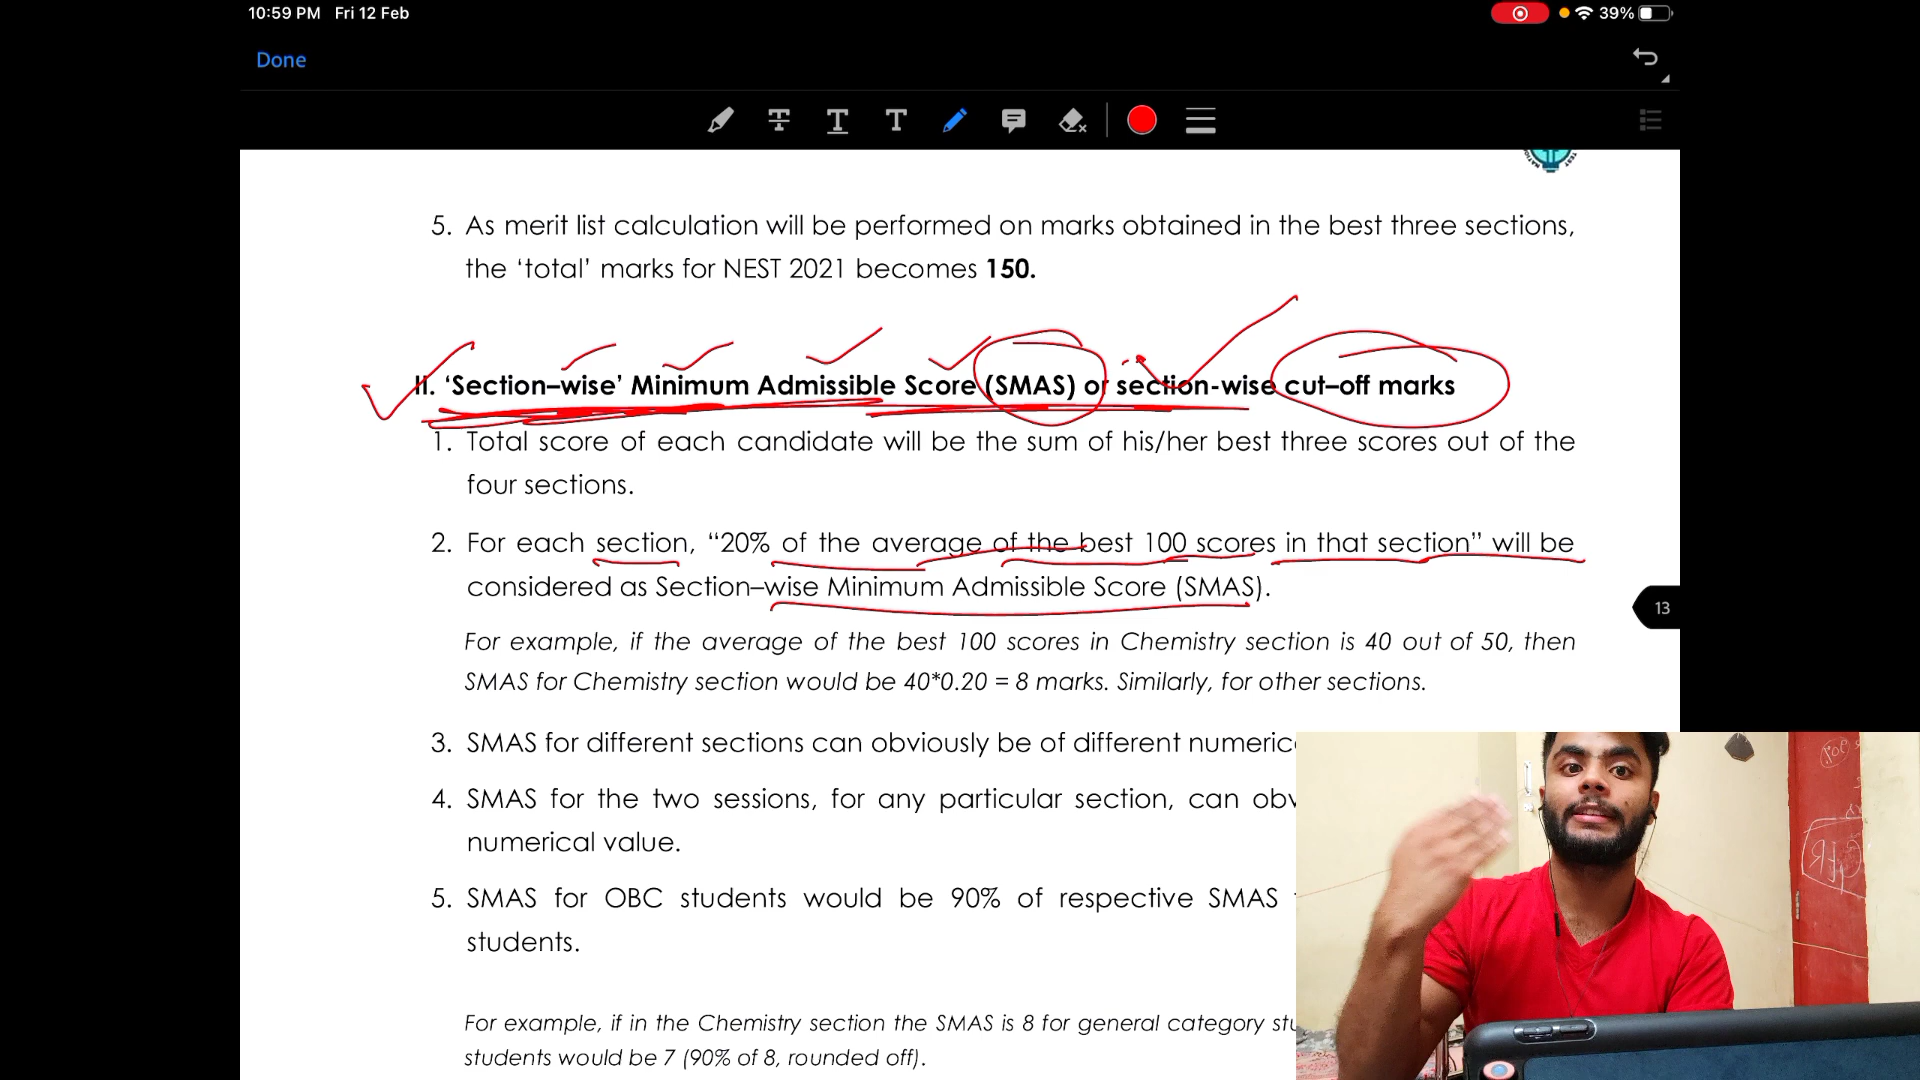 10:59 PM Fri 12 Feb
39%
Done
5. As merit list calculation will be performed on marks obtained in the best three sections,
the ‘total’ marks for NEST 2021 becomes 150.
II. ‘Section–wise’ Minimum Admissible Score (SMAS) or section-wise cut–off marks
1. Total score of each candidate will be the sum of his/her best three scores out of the
four sections.
2. For each section, “20% of the average of the best 100 scores in that section” will be
considered as Section–wise Minimum Admissible Score (SMAS).
For example, if the average of the best 100 scores in Chemistry section is 40 out of 50, then
SMAS for Chemistry section would be 40*0.20 = 8 marks. Similarly, for other sections.
13
3. SMAS for different sections can obviously be of different numeric
4. SMAS for the two sessions, for any particular section, can obv
numerical value.
5. SMAS for OBC students would be 90% of respective SMAS
students.
For example, if in the Chemistry section the SMAS is 8 for general category stu
students would be 7 (90% of 8, rounded off).